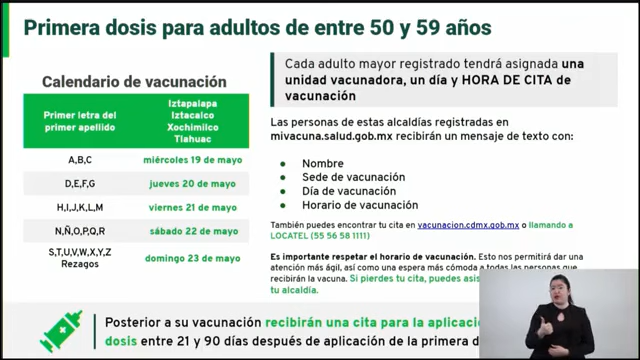 Primera dosis para adultos de entre 50 y 59 años
Calendario de vacunación
Primer letra del
primer apellido
Iztapalapa
Iztacalco
Xochimilco
Tlahuac
A,B,C
miércoles 19 de mayo
D,E,F,G
jueves 20 de mayo
H,I,J,K,L,M
viernes 21 de mayo
N,Ñ,O,P,Q,R
sábado 22 de mayo
S,T,U,V,W,X,Y,Z
Rezagos
domingo 23 de mayo
Cada adulto mayor registrado tendrá asignada una
unidad vacunadora, un día y HORA DE CITA de
vacunación
Las personas de estas alcaldías registradas en
mivacuna.salud.gob.mx recibirán un mensaje de texto con:
● Nombre
● Sede de vacunación
● Día de vacunación
● Horario de vacunación
También puedes encontrar tu cita en vacunacion.cdmx.gob.mx o llamando a
LOCATEL (55 56 58 1111)
Es importante respetar el horario de vacunación. Esto nos permitirá dar una
atención más ágil, así como una espera más cómoda a todas las personas que
recibirán la vacuna. Si pierdes tu cita, puedes
tu alcaldía.
Posterior a su vacunación recibirán una cita para la
dosis entre 21 y 90 días después de aplicación de la primera